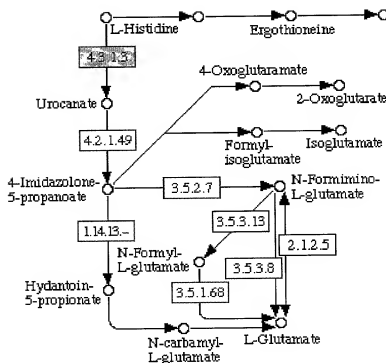 L-Histidine
Ergothioneine
4.3.1.3
4-Oxoglutaramate
Urocanate
2-Oxoglutarate
4.2.1.49
Formyl-
isoglutamate
Isoglutamate
4-Imidazolone-
5-propanoate
3.5.2.7
N-Formimino-
L-glutamate
1.14.13.-
3.5.3.13
2.1.2.5
N-Formyl-
L-glutamate
3.5.3.8
Hydantoin-
5-propionate
3.5.1.68
N-carbamyl-
L-glutamate
L-Glutamate